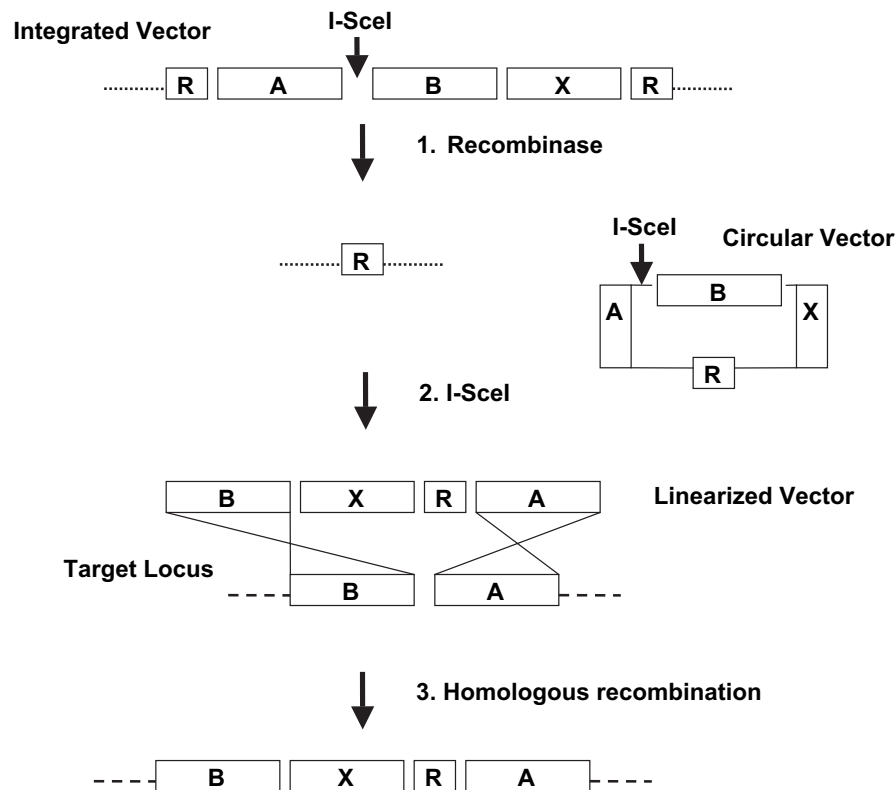 I-SceI
Integrated Vector
R A B X R
1. Recombinase
I-SceI
Circular Vector
R
A B X
R
2. I-SceI
B X R A
Linearized Vector
Target Locus
B A
3. Homologous recombination
B X R A